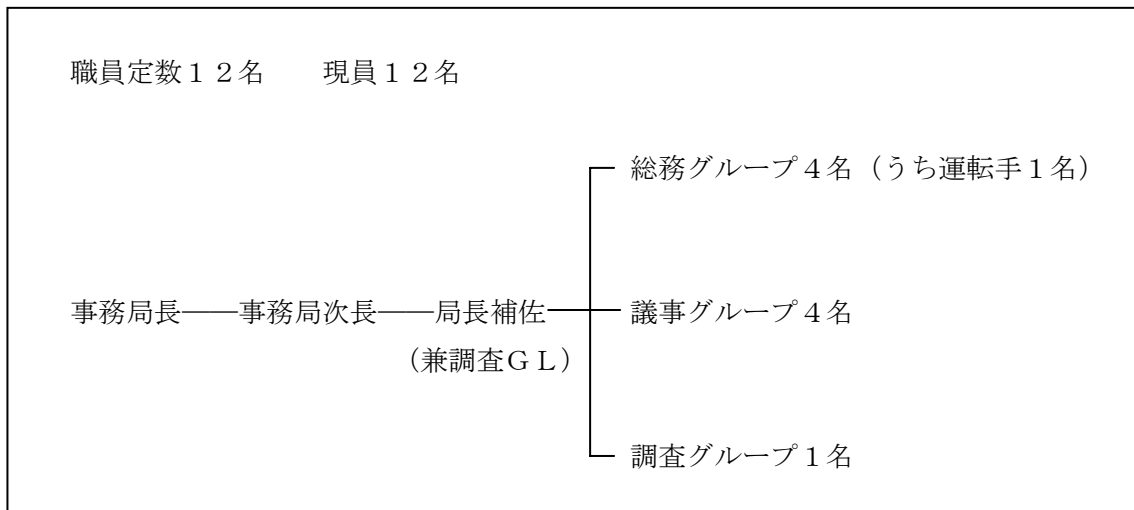 職員定数１２名　　現員１２名
総務グループ４名（うち運転手１名）
事務局長――事務局次長――局長補佐
議事グループ４名
（兼調査ＧＬ）
調査グループ１名